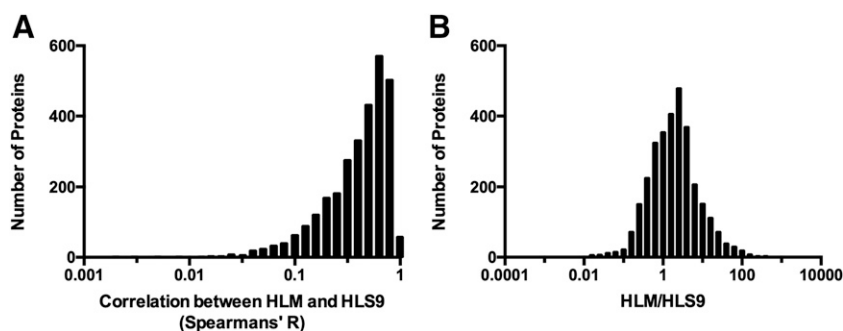 A
Number of Proteins
600
400
200
0
0.001
0.01
0.1
1
Correlation between HLM and HLS9
(Spearmans' R)
B
Number of Proteins
600
400
200
0
0.0001
0.01
1
100
10000
HLM/HLS9